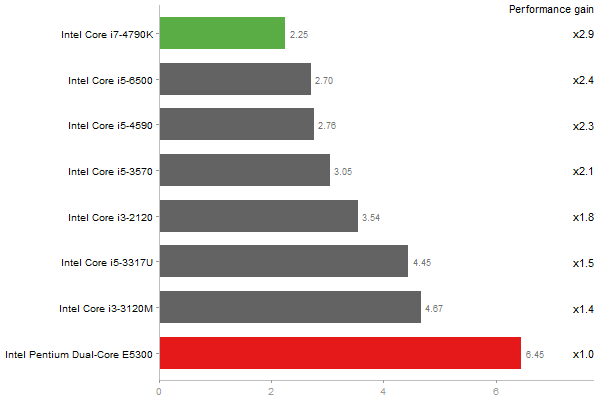 Performance gain
Intel Core i7-4790K 2.25 x2.9
Intel Core i5-6500 2.70 x2.4
Intel Core i5-4590 2.76 x2.3
Intel Core i5-3570 3.05 x2.1
Intel Core i3-2120 3.54 x1.8
Intel Core i5-3317U 4.45 x1.5
Intel Core i3-3120M 4.67 x1.4
Intel Pentium Dual-Core E5300 6.45 x1.0
0 2 4 6